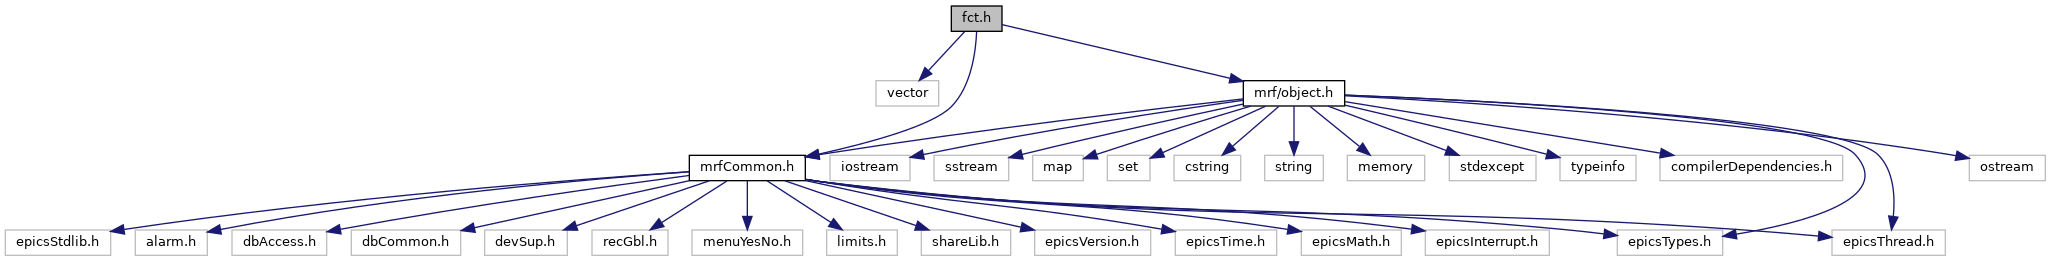 fct.h
vector
mrf/object.h
mrfCommon.h
iostream
sstream
map
set
cstring
string
memory
stdexcept
typeinfo
compilerDependencies.h
ostream
epicsStdlib.h
alarm.h
dbAccess.h
dbCommon.h
devSup.h
recGbl.h
menuYesNo.h
limits.h
shareLib.h
epicsVersion.h
epicsTime.h
epicsMath.h
epicsInterrupt.h
epicsTypes.h
epicsThread.h